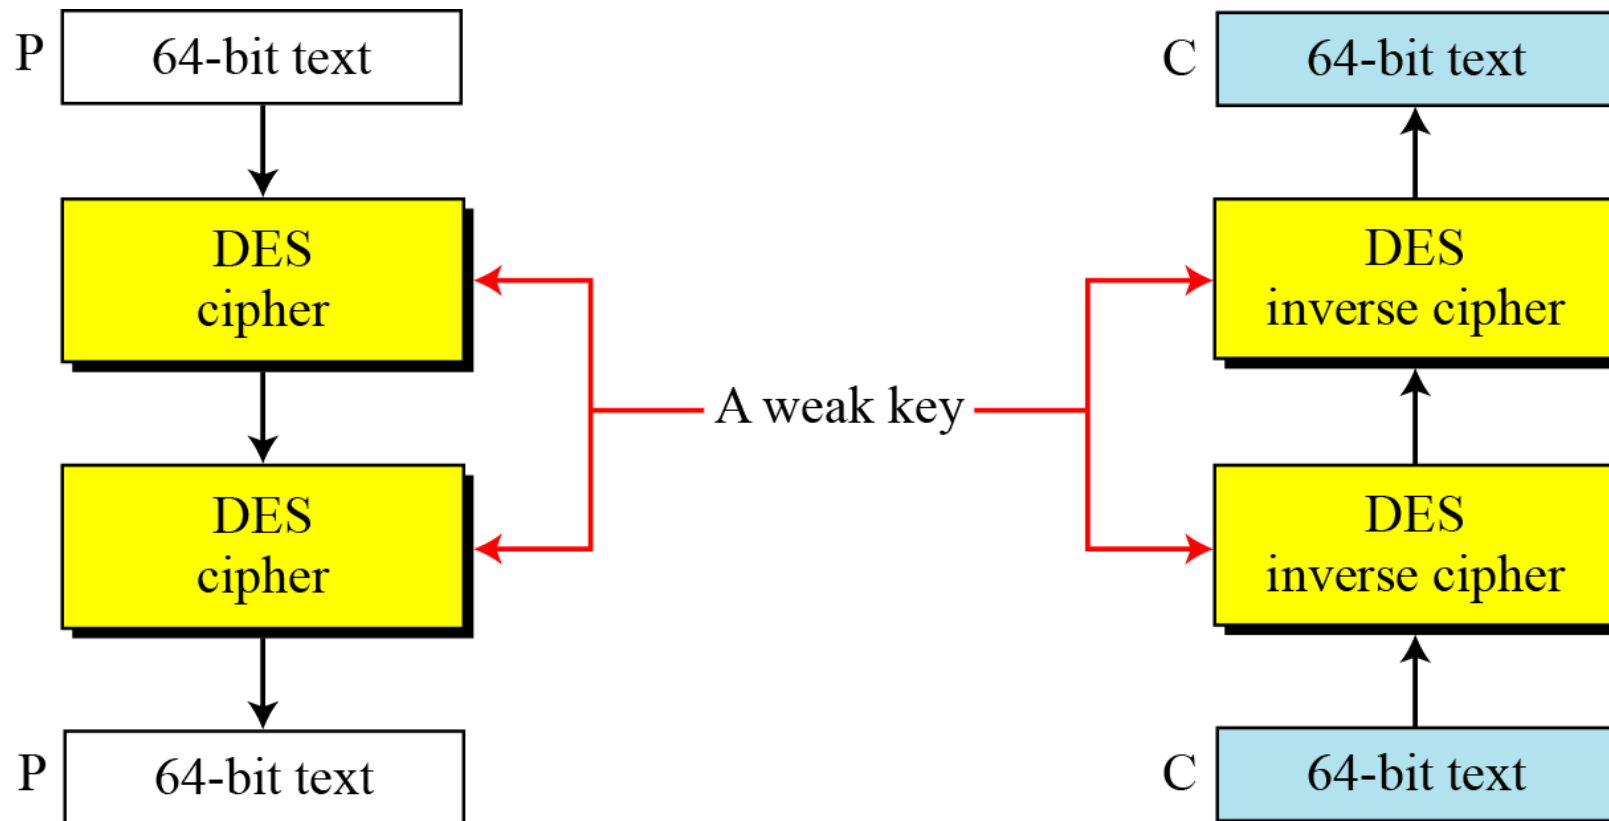 P
64-bit text
C
64-bit text
DES
cipher
DES
inverse cipher
A weak key
DES
cipher
DES
inverse cipher
P
64-bit text
C
64-bit text